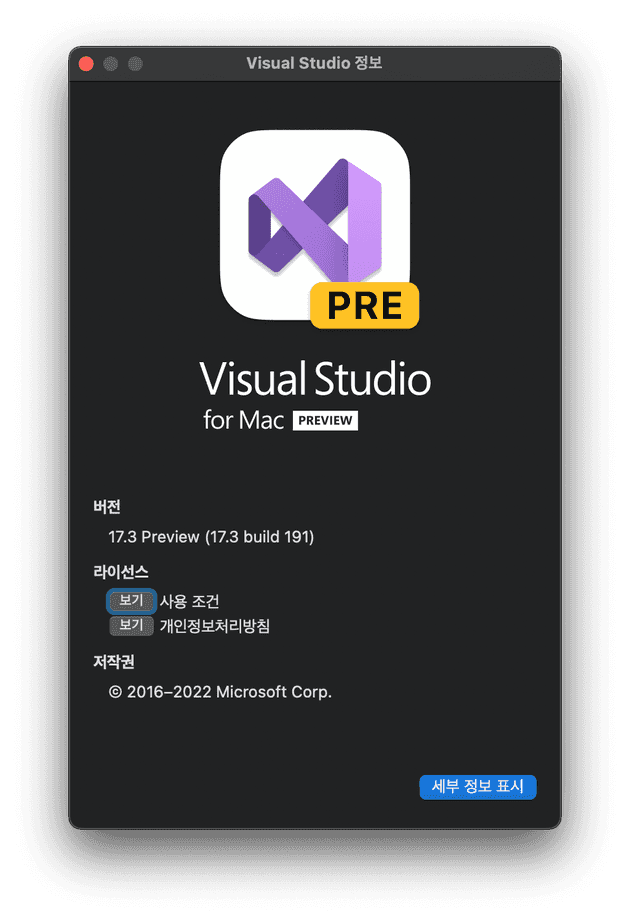 Visual Studio 정보
PRE
Visual Studio
for Mac PREVIEW
버전
17.3 Preview (17.3 build 191)
라이선스
보기 사용 조건
보기 개인정보처리방침
저작권
© 2016–2022 Microsoft Corp.
세부 정보 표시